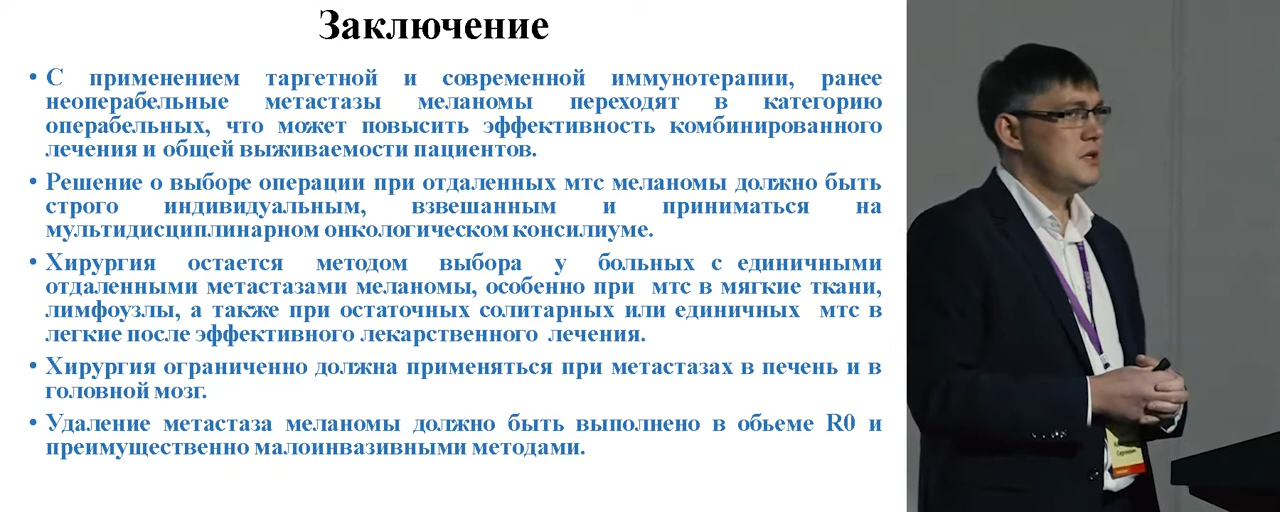 Заключение
• С применением таргетной и современной иммунотерапии, ранее
неоперабельные метастазы меланомы переходят в категорию
операбельных, что может повысить эффективность комбинированного
лечения и общей выживаемости пациентов.
• Решение о выборе операции при отдаленных мтс меланомы должно быть
строго индивидуальным, взвешанным и приниматься на
мультидисциплинарном онкологическом консилиуме.
• Хирургия остается методом выбора у больных с единичными
отдаленными метастазами меланомы, особенно при мтс в мягкие ткани,
лимфоузлы, а также при остаточных солитарных или единичных мтс в
легкие после эффективного лекарственного лечения.
• Хирургия ограниченно должна применяться при метастазах в печень и в
головной мозг.
• Удаление метастаза меланомы должно быть выполнено в обьеме R0 и
преимущественно малоинвазивными методами.